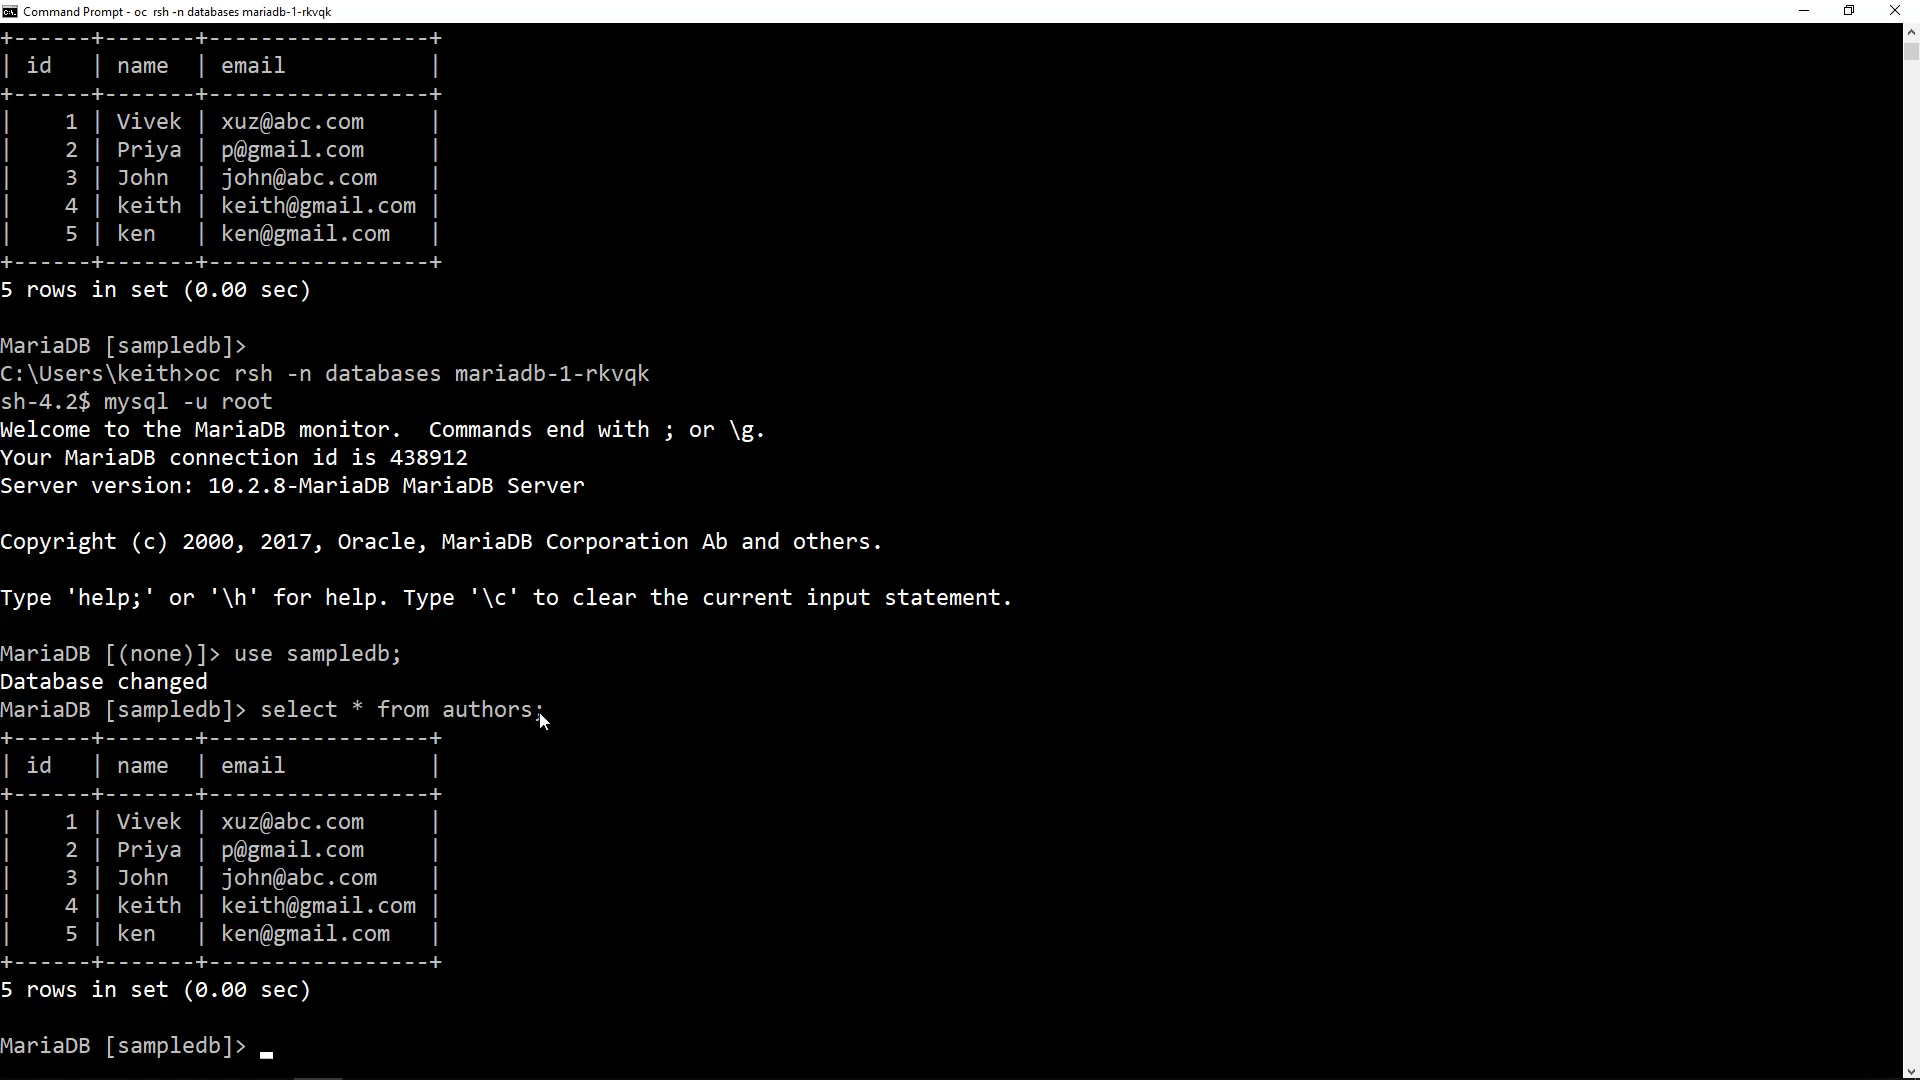 Command Prompt - oc  rsh -n databases mariadb-1-rkvqk
+------+-------+-----------------+
| id   | name  | email           |
+------+-------+-----------------+
|    1 | Vivek | xuz@abc.com     |
|    2 | Priya | p@gmail.com     |
|    3 | John  | john@abc.com    |
|    4 | keith | keith@gmail.com |
|    5 | ken   | ken@gmail.com   |
+------+-------+-----------------+
5 rows in set (0.00 sec)
MariaDB [sampledb]>
C:\Users\keith>oc rsh -n databases mariadb-1-rkvqk
sh-4.2$ mysql -u root
Welcome to the MariaDB monitor.  Commands end with ; or \g.
Your MariaDB connection id is 438912
Server version: 10.2.8-MariaDB MariaDB Server
Copyright (c) 2000, 2017, Oracle, MariaDB Corporation Ab and others.
Type 'help;' or '\h' for help. Type '\c' to clear the current input statement.
MariaDB [(none)]> use sampledb;
Database changed
MariaDB [sampledb]> select * from authors;
+------+-------+-----------------+
| id   | name  | email           |
+------+-------+-----------------+
|    1 | Vivek | xuz@abc.com     |
|    2 | Priya | p@gmail.com     |
|    3 | John  | john@abc.com    |
|    4 | keith | keith@gmail.com |
|    5 | ken   | ken@gmail.com   |
+------+-------+-----------------+
5 rows in set (0.00 sec)
MariaDB [sampledb]> _